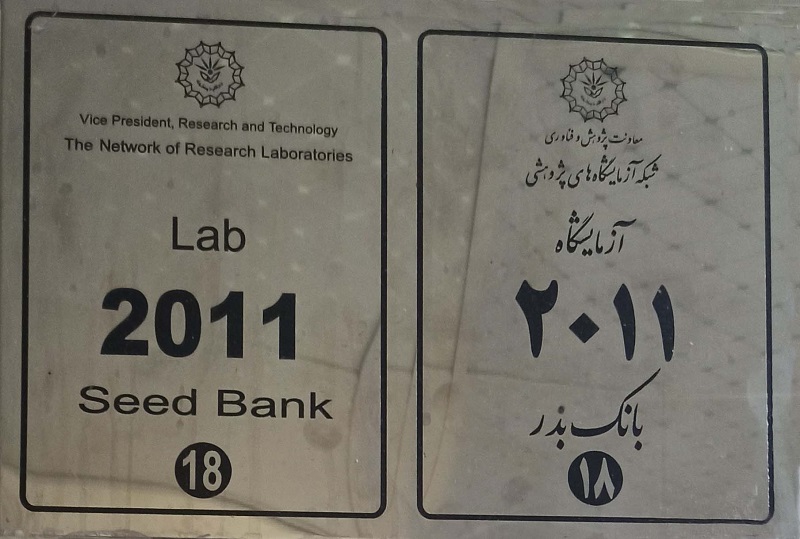 Vice President, Research and Technology
The Network of Research Laboratories
Lab
2011
Seed Bank
18
معاونت پژوهش و فناوری
شبکه آزمایشگاه‌های پژوهشی
آزمایشگاه
۲۰۱۱
بانک بذر
۱۸